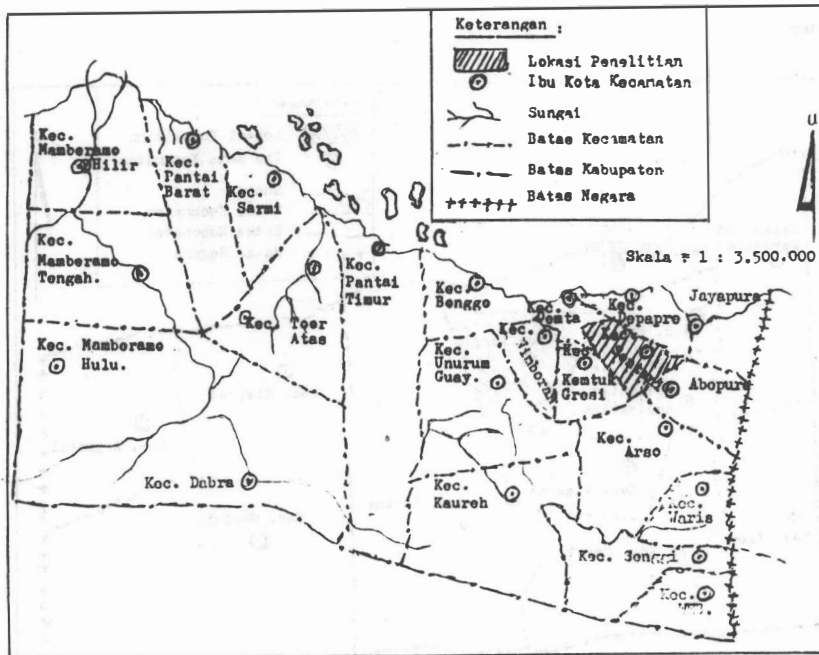 Keterangan :
Lokasi Penelitian
Ibu Kota Kecamatan
Sungai
Batas Kecamatan
Batas Kabupaten
Batas Negara
U
Skala = 1 : 3.500.000
Kec.
Mamberamo
Hilir
Kec.
Pantai
Barat
Kec.
Sarmi
Kec.
Mamberamo
Tengah.
Kec.
Pantai
Timur
Kec. Toer
Atas
Kec. Mamberamo
Hulu.
Kec. Dabra
Kec.
Bonggo
Kec.
Demta
Kec.
Depapre
Jayapura
Kec.
Unurum
Guay.
Kec.
Kec.
Kemtuk
Gresi
Abepura
Kec.
Arso
Kec.
Kaureh
Kec.
Waris
Kec. Senggi
Kec.